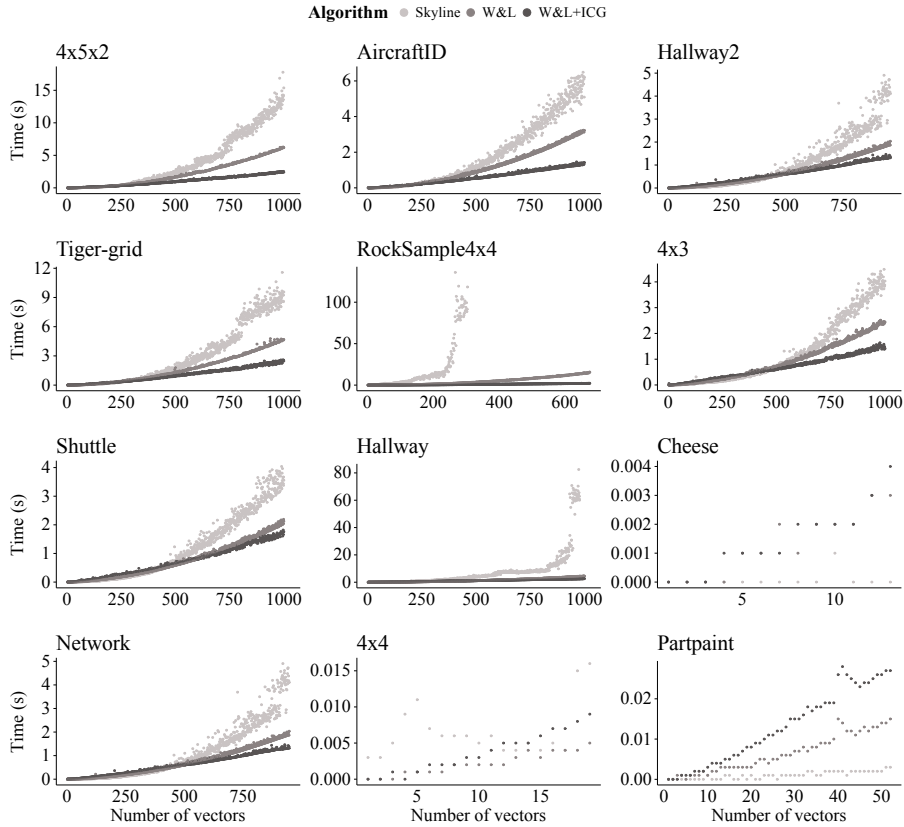 Algorithm Skyline W&L W&L+ICG
4x5x2 AircraftID Hallway2
Time (s)
15
10
5
0
0 250 500 750 1000
6
4
2
0
0 250 500 750 1000
5
4
3
2
1
0
0 250 500 750
Tiger-grid RockSample4x4 4x3
Time (s)
12
9
6
3
0
0 250 500 750 1000
100
50
0
0 200 400 600
4
3
2
1
0
0 250 500 750 1000
Shuttle Hallway Cheese
Time (s)
4
3
2
1
0
0 250 500 750 1000
80
60
40
20
0
0 250 500 750 1000
0.004
0.003
0.002
0.001
0.000
5 10
Network 4x4 Partpaint
Time (s)
5
4
3
2
1
0
0 250 500 750
Number of vectors
0.015
0.010
0.005
0.000
5 10 15
Number of vectors
0.02
0.01
0.00
0 10 20 30 40 50
Number of vectors